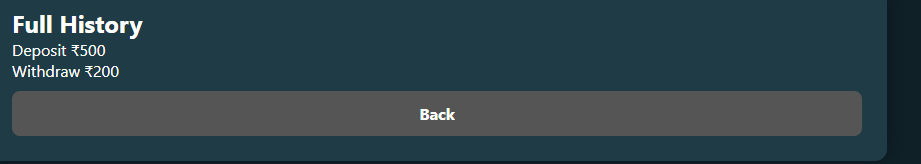 Full History
Deposit ₹500
Withdraw ₹200
Back